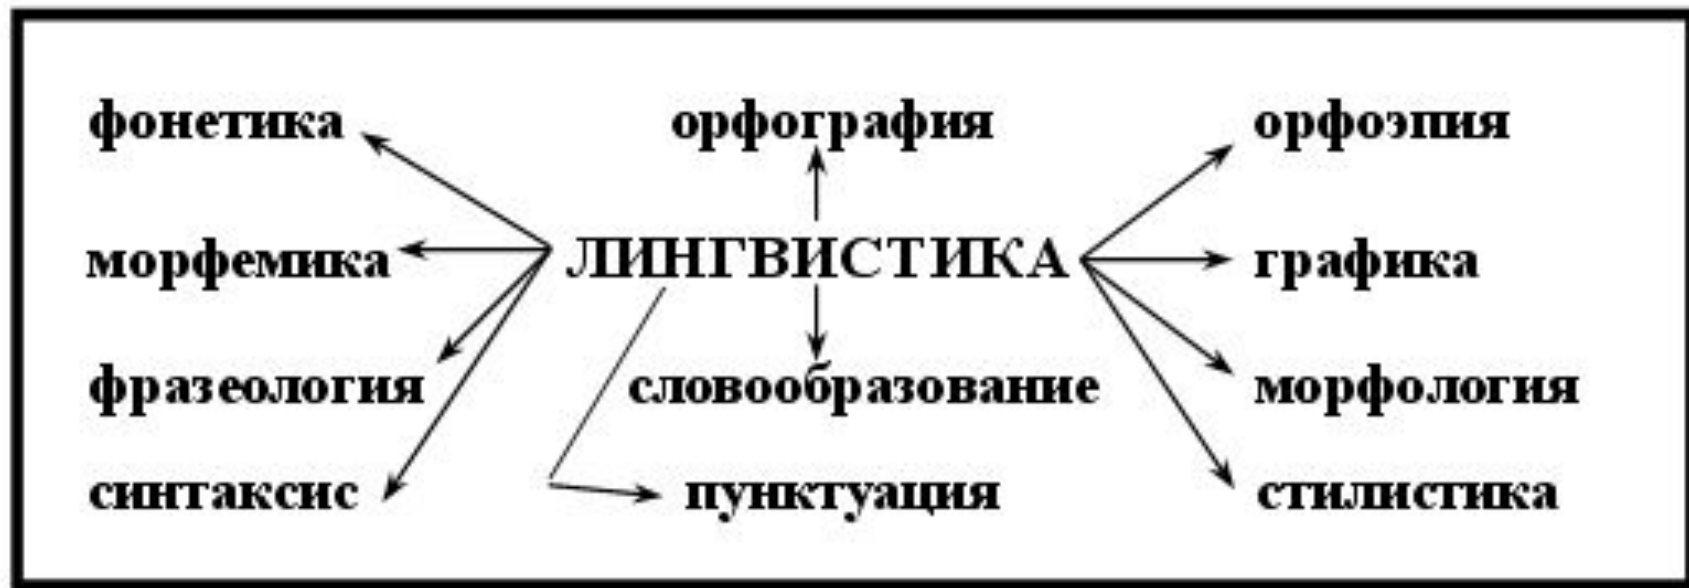 фонетика орфография орфоэпия
морфемика ЛИНГВИСТИКА графика
фразеология словообразование морфология
синтаксис пунктуация стилистика